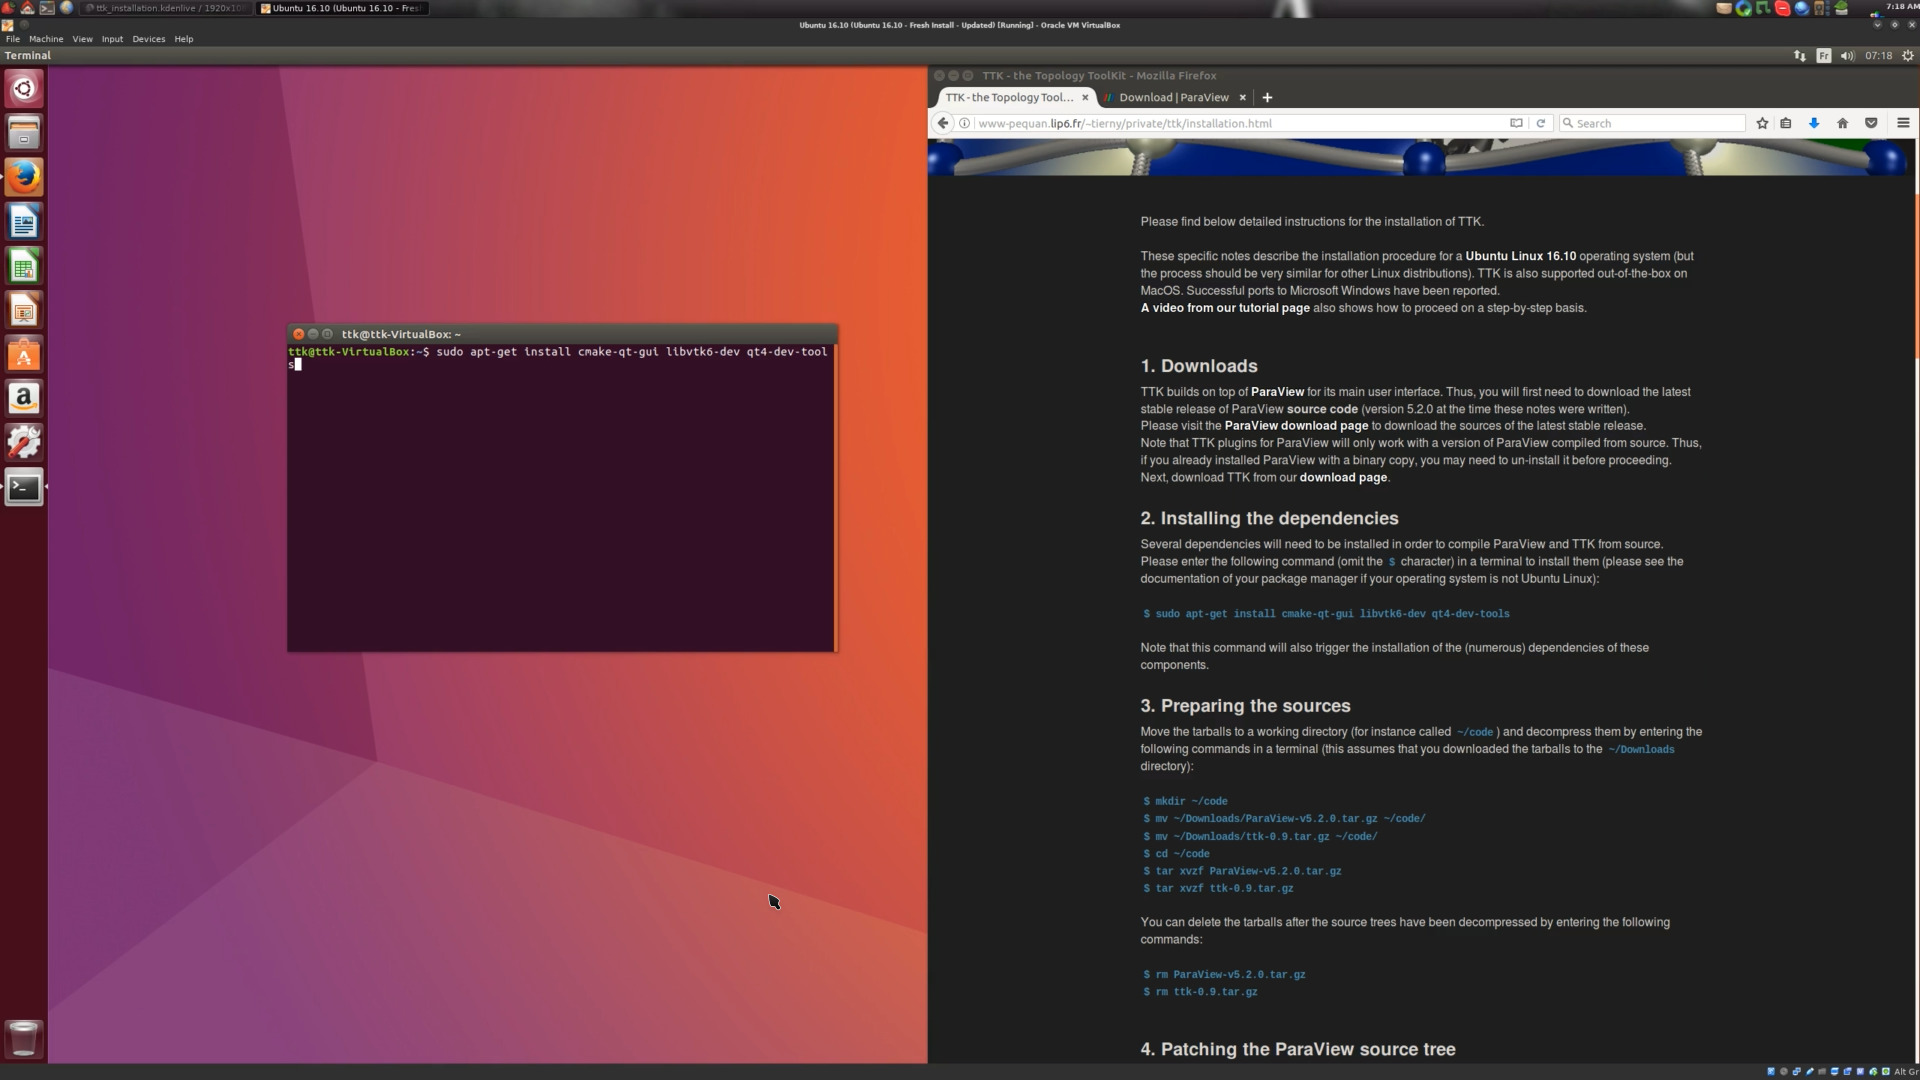 ttk_installation.kdenlive / 1920x10
Ubuntu 16.10 (Ubuntu 16.10 - Fres
7:18 AM
Ubuntu 16.10 (Ubuntu 16.10 - Fresh Install - Updated) [Running] - Oracle VM VirtualBox
File Machine View Input Devices Help
Terminal
Fr 07:18
TTK - the Topology ToolKit - Mozilla Firefox
TTK - the Topology Tool... × Download | ParaView × +
www-pequan.lip6.fr/~tierny/private/ttk/installation.html
Search
ttk@ttk-VirtualBox: ~
ttk@ttk-VirtualBox:~$ sudo apt-get install cmake-qt-gui libvtk6-dev qt4-dev-tool
s
Please find below detailed instructions for the installation of TTK.
These specific notes describe the installation procedure for a Ubuntu Linux 16.10 operating system (but
the process should be very similar for other Linux distributions). TTK is also supported out-of-the-box on
MacOS. Successful ports to Microsoft Windows have been reported.
A video from our tutorial page also shows how to proceed on a step-by-step basis.
1. Downloads
TTK builds on top of ParaView for its main user interface. Thus, you will first need to download the latest
stable release of ParaView source code (version 5.2.0 at the time these notes were written).
Please visit the ParaView download page to download the sources of the latest stable release.
Note that TTK plugins for ParaView will only work with a version of ParaView compiled from source. Thus,
if you already installed ParaView with a binary copy, you may need to un-install it before proceeding.
Next, download TTK from our download page.
2. Installing the dependencies
Several dependencies will need to be installed in order to compile ParaView and TTK from source.
Please enter the following command (omit the $ character) in a terminal to install them (please see the
documentation of your package manager if your operating system is not Ubuntu Linux):
$ sudo apt-get install cmake-qt-gui libvtk6-dev qt4-dev-tools
Note that this command will also trigger the installation of the (numerous) dependencies of these
components.
3. Preparing the sources
Move the tarballs to a working directory (for instance called ~/code ) and decompress them by entering the
following commands in a terminal (this assumes that you downloaded the tarballs to the ~/Downloads
directory):
$ mkdir ~/code
$ mv ~/Downloads/ParaView-v5.2.0.tar.gz ~/code/
$ mv ~/Downloads/ttk-0.9.tar.gz ~/code/
$ cd ~/code
$ tar xvzf ParaView-v5.2.0.tar.gz
$ tar xvzf ttk-0.9.tar.gz
You can delete the tarballs after the source trees have been decompressed by entering the following
commands:
$ rm ParaView-v5.2.0.tar.gz
$ rm ttk-0.9.tar.gz
4. Patching the ParaView source tree
Alt Gr